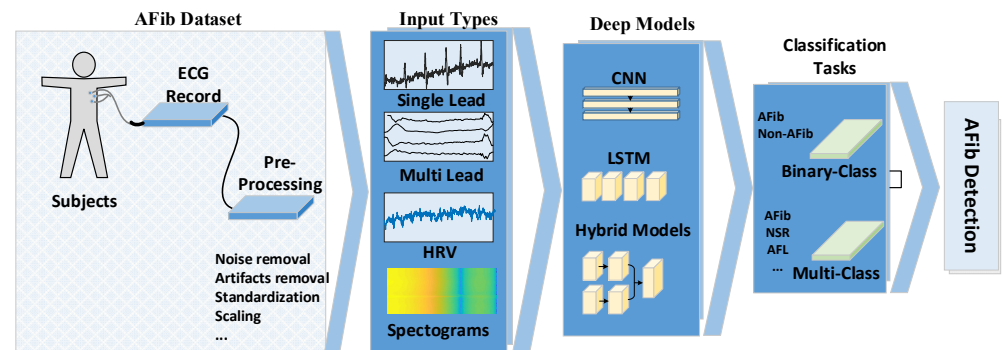 AFib Dataset
ECG
Record
Pre-
Processing
Subjects
Noise removal
Artifacts removal
Standardization
Scaling
...
Input Types
Single Lead
Multi Lead
HRV
Spectograms
Deep Models
CNN
LSTM
Hybrid Models
Classification
Tasks
AFib
Non-AFib
Binary-Class
AFib
NSR
AFL
...
Multi-Class
AFib Detection